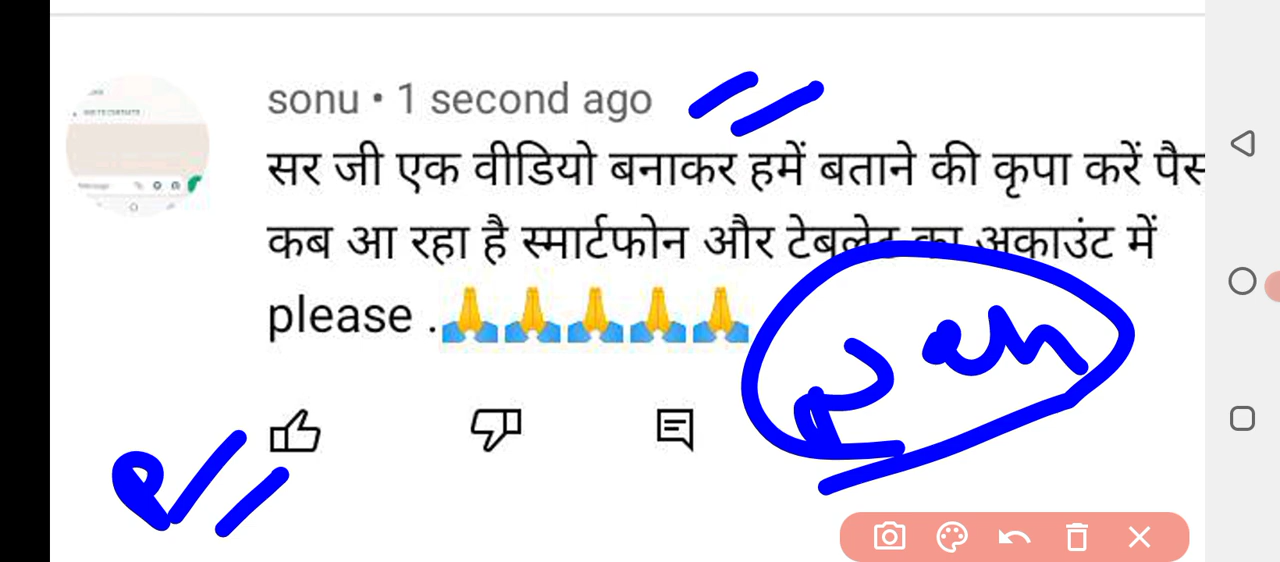 sonu • 1 second ago
सर जी एक वीडियो बनाकर हमें बताने की कृपा करें पैस
कब आ रहा है स्मार्टफोन और टेबलेट का अकाउंट में
please .🙏🙏🙏🙏🙏